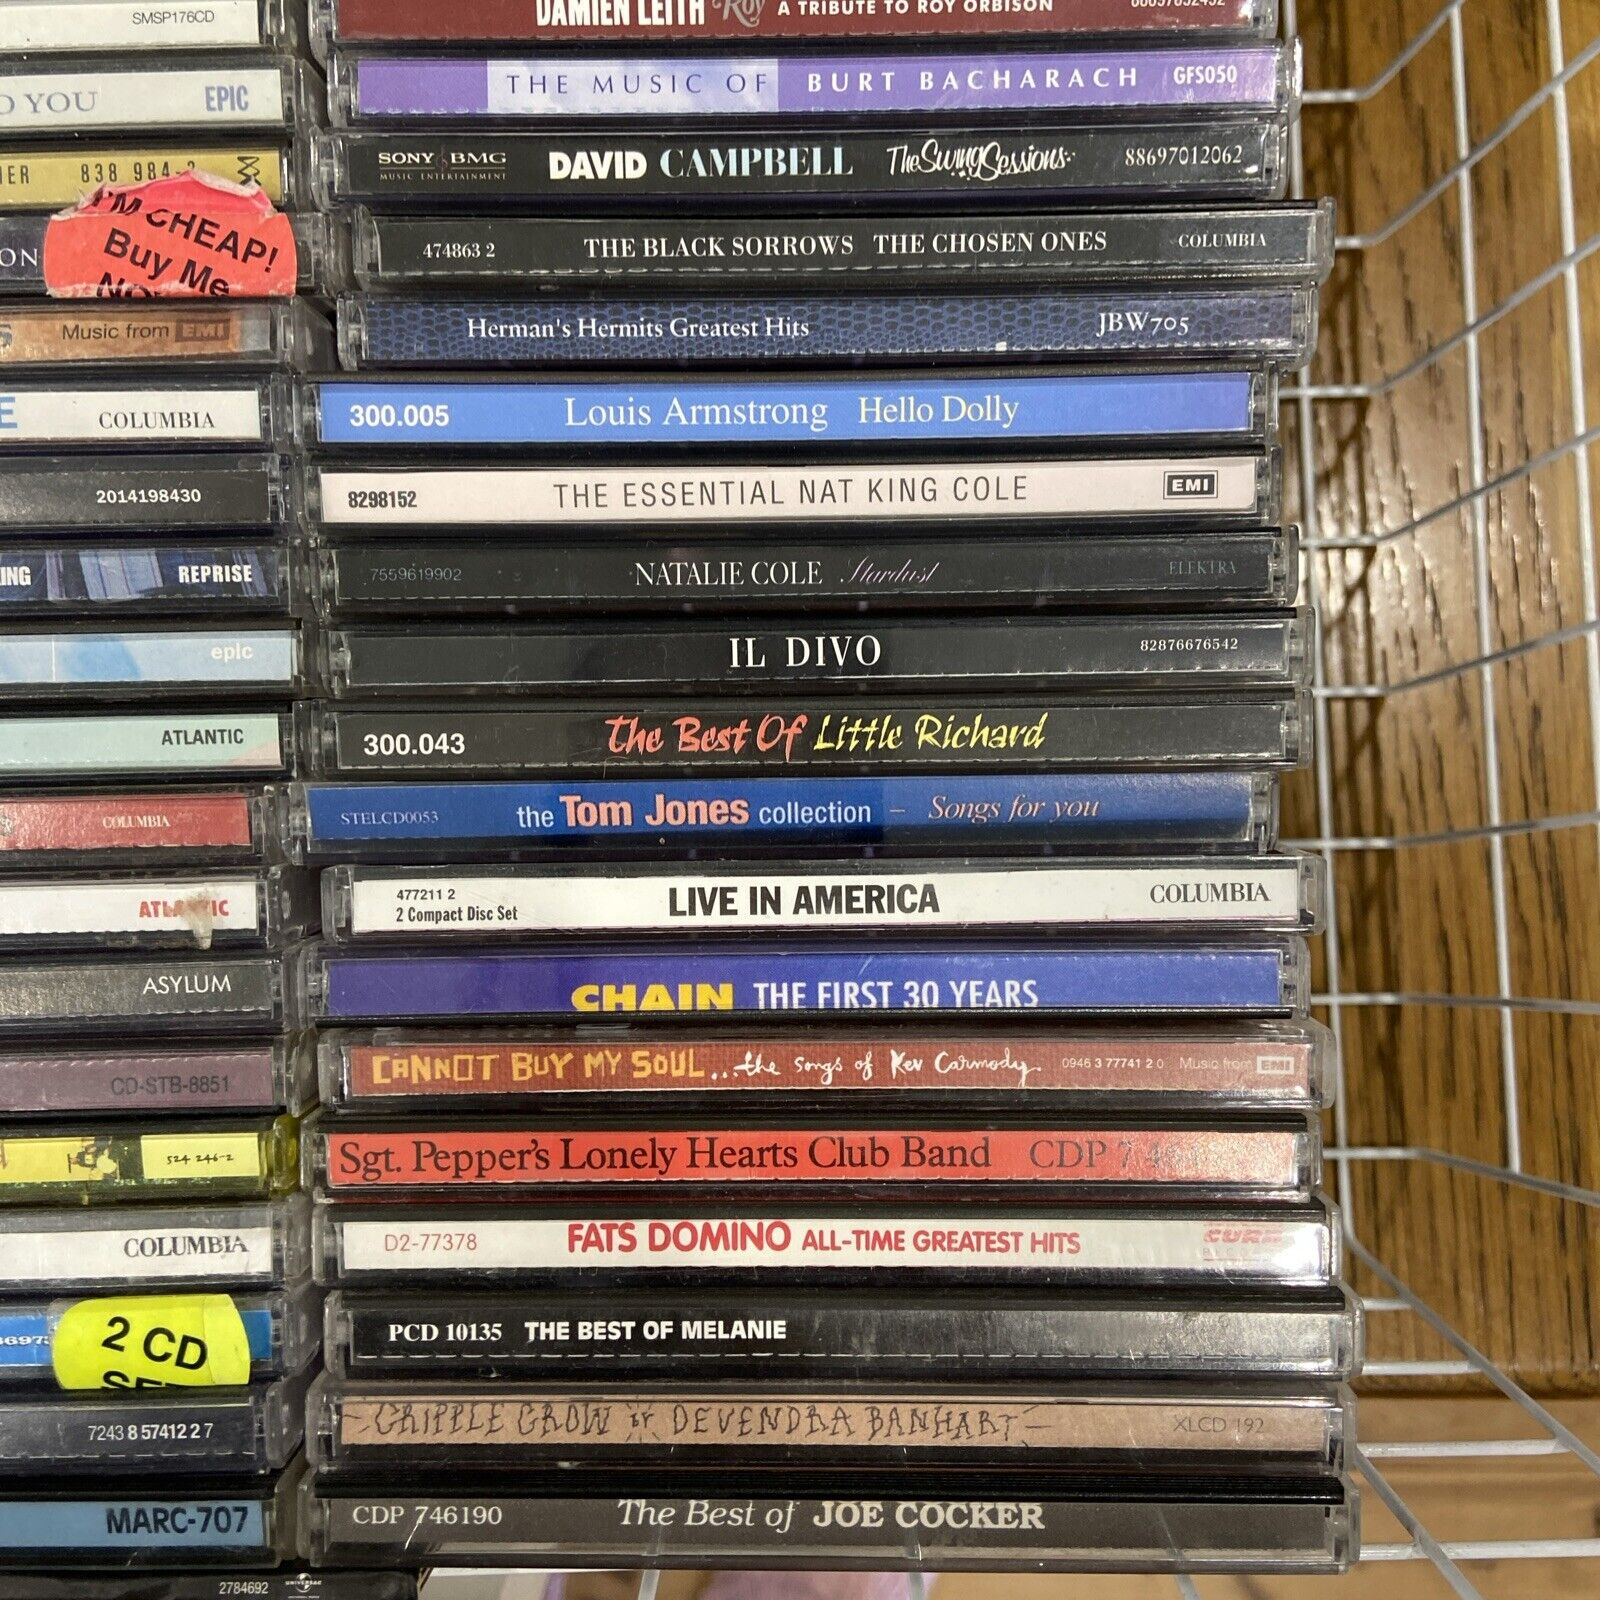 SMSP176CD
O YOU EPIC
838 984-2
I'M CHEAP!
Buy Me
ON
Music from EMI
COLUMBIA
2014198430
REPRISE
epic
ATLANTIC
COLUMBIA
ATLANTIC
ASYLUM
CD-STB-8851
524 246-2
COLUMBIA
2 CD
SET
7243 8 57412 2 7
MARC-707
2784692 UNIVERSAL
DAMIEN LEITH Roy A TRIBUTE TO ROY ORBISON
THE MUSIC OF BURT BACHARACH GFS050
SONY BMG MUSIC ENTERTAINMENT DAVID CAMPBELL The Swing Sessions 88697012062
474863 2 THE BLACK SORROWS THE CHOSEN ONES COLUMBIA
Herman's Hermits Greatest Hits JBW705
300.005 Louis Armstrong Hello Dolly
8298152 THE ESSENTIAL NAT KING COLE EMI
7559619902 NATALIE COLE Stardust ELEKTRA
IL DIVO 82876676542
300.043 The Best Of Little Richard
STELCD0053 the Tom Jones collection – Songs for you
477211 2
2 Compact Disc Set LIVE IN AMERICA COLUMBIA
CHAIN THE FIRST 30 YEARS
CANNOT BUY MY SOUL...the songs of Kev Carmody. 0946 3 77741 2 0 Music from EMI
Sgt. Pepper's Lonely Hearts Club Band CDP 7
D2-77378 FATS DOMINO ALL-TIME GREATEST HITS CURB
PCD 10135 THE BEST OF MELANIE
CRIPPLE CROW BY DEVENDRA BANHART XLCD 192
CDP 746190 The Best of JOE COCKER